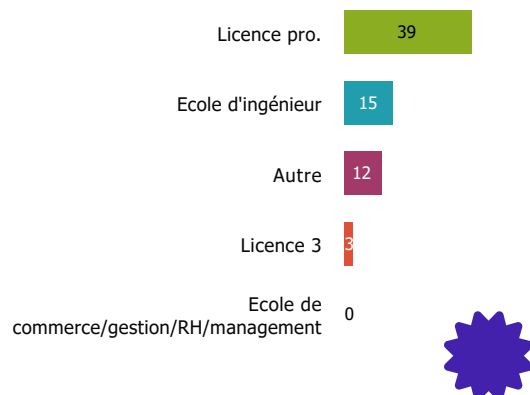 Licence pro.
39
Ecole d'ingénieur
15
Autre
12
Licence 3
3
Ecole de
commerce/gestion/RH/management
0